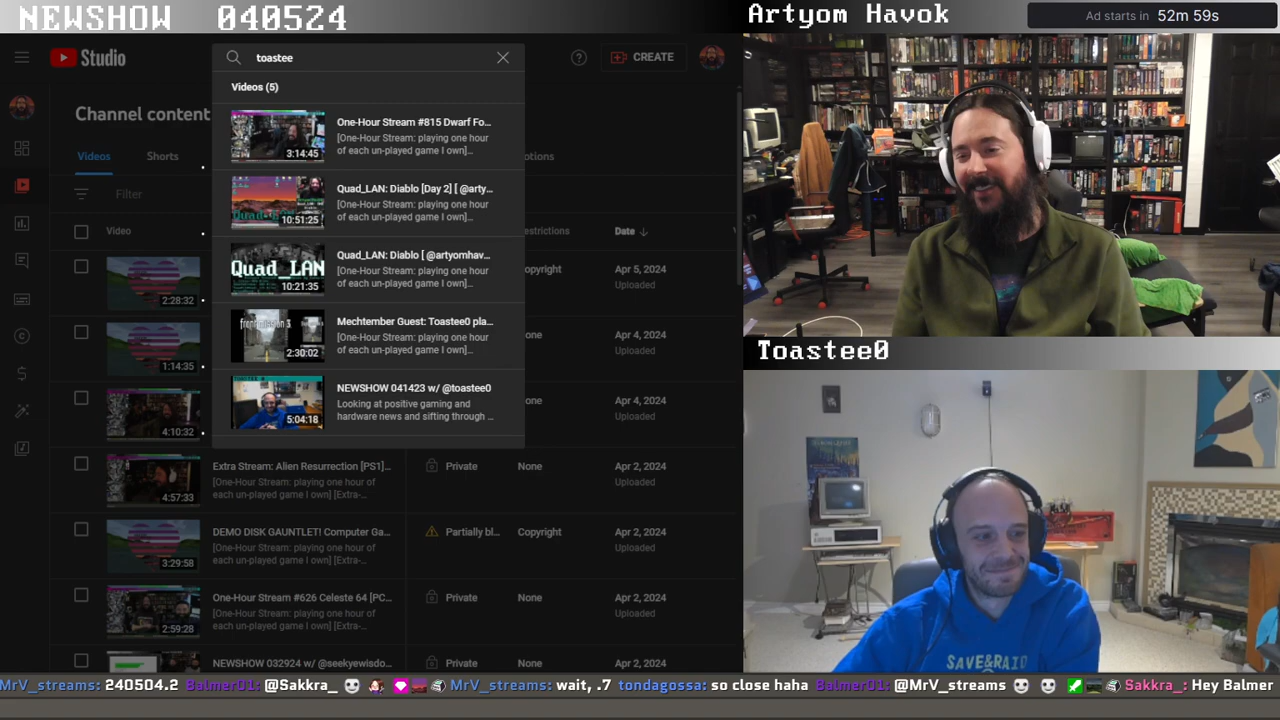 NEWSHOW 040524
Artyom Havok
Ad starts in 52m 59s
Studio
toastee
CREATE
Videos (5)
Channel content
One-Hour Stream #815 Dwarf Fo...
[One-Hour Stream: playing one hour
of each un-played game I own]...
3:14:45
Videos
Shorts
otions
Quad_LAN: Diablo [Day 2] [ @arty...
[One-Hour Stream: playing one hour
of each un-played game I own]...
10:51:25
Filter
Video
strictions
Date
Quad_LAN: Diablo [ @artyomhav...
[One-Hour Stream: playing one hour
of each un-played game I own]...
Quad_LAN
10:21:35
2:28:32
opyright
Apr 5, 2024
Uploaded
Mechtember Guest: Toastee0 pla...
[One-Hour Stream: playing one hour
of each un-played game I own]...
front mission 3
2:30:02
1:14:35
one
Apr 4, 2024
Uploaded
NEWSHOW 041423 w/ @toastee0
Looking at positive gaming and
hardware news and sifting through ...
5:04:18
4:10:32
one
Apr 4, 2024
Uploaded
Extra Stream: Alien Resurrection [PS1]...
[One-Hour Stream: playing one hour of
each un-played game I own] [Extra-...
4:57:33
Private
None
Apr 2, 2024
Uploaded
DEMO DISK GAUNTLET! Computer Ga...
[One-Hour Stream: playing one hour of
each un-played game I own] [Extra-...
3:29:58
Partially bl...
Copyright
Apr 2, 2024
Uploaded
One-Hour Stream #626 Celeste 64 [PC...
[One-Hour Stream: playing one hour of
each un-played game I own] [Extra-...
2:59:28
Private
None
Apr 2, 2024
Uploaded
NEWSHOW 032924 w/ @seekyewisdo...
Private
None
Apr 2, 2024
Toastee0
SAVE&RAID
MrV_streams: 240504.2 Balmer01: @Sakkra_ MrV_streams: wait, .7 tondagossa: so close haha Balmer01: @MrV_streams Sakkra_: Hey Balmer